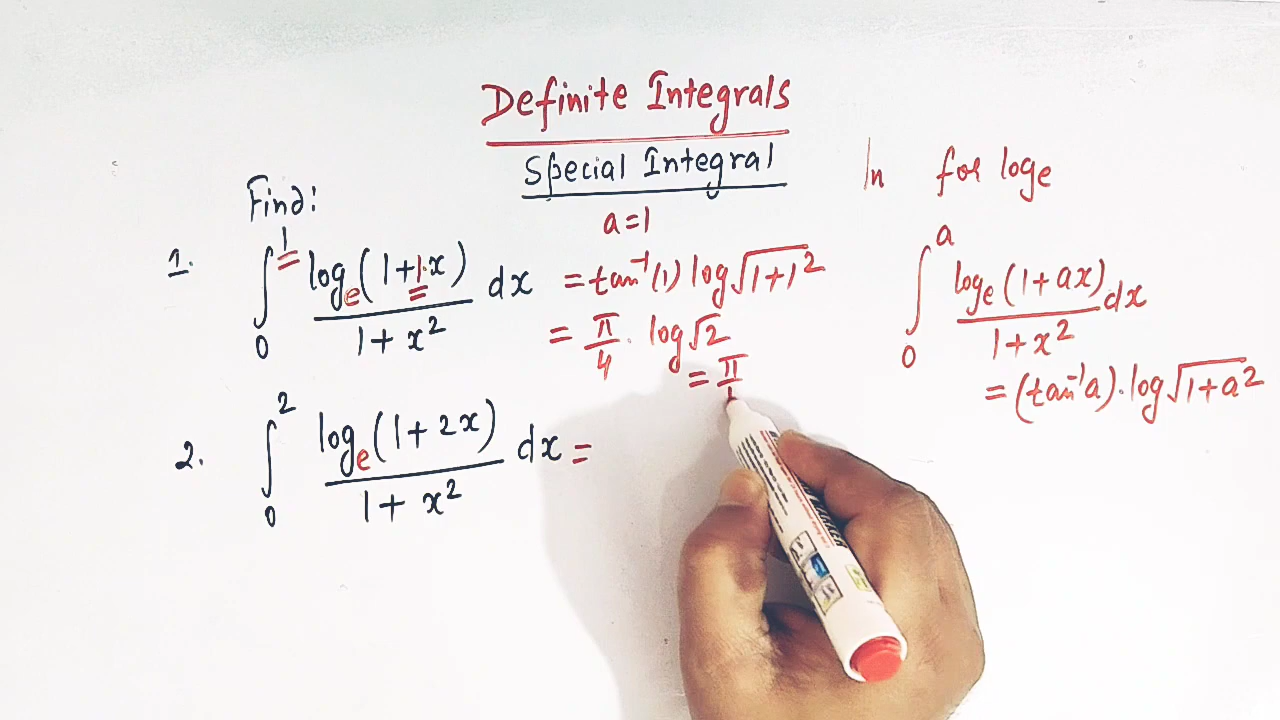 Definite Integrals
Special Integral
ln for logₑ
Find:
a=1
1. ∫₀¹ logₑ(1+1·x)/(1+x²) dx = tan⁻¹(1) log√(1+1²)
= π/4 · log√2
= π/
∫₀ᵃ logₑ(1+ax)/(1+x²) dx
= (tan⁻¹a)·log√(1+a²)
2. ∫₀² logₑ(1+2x)/(1+x²) dx =